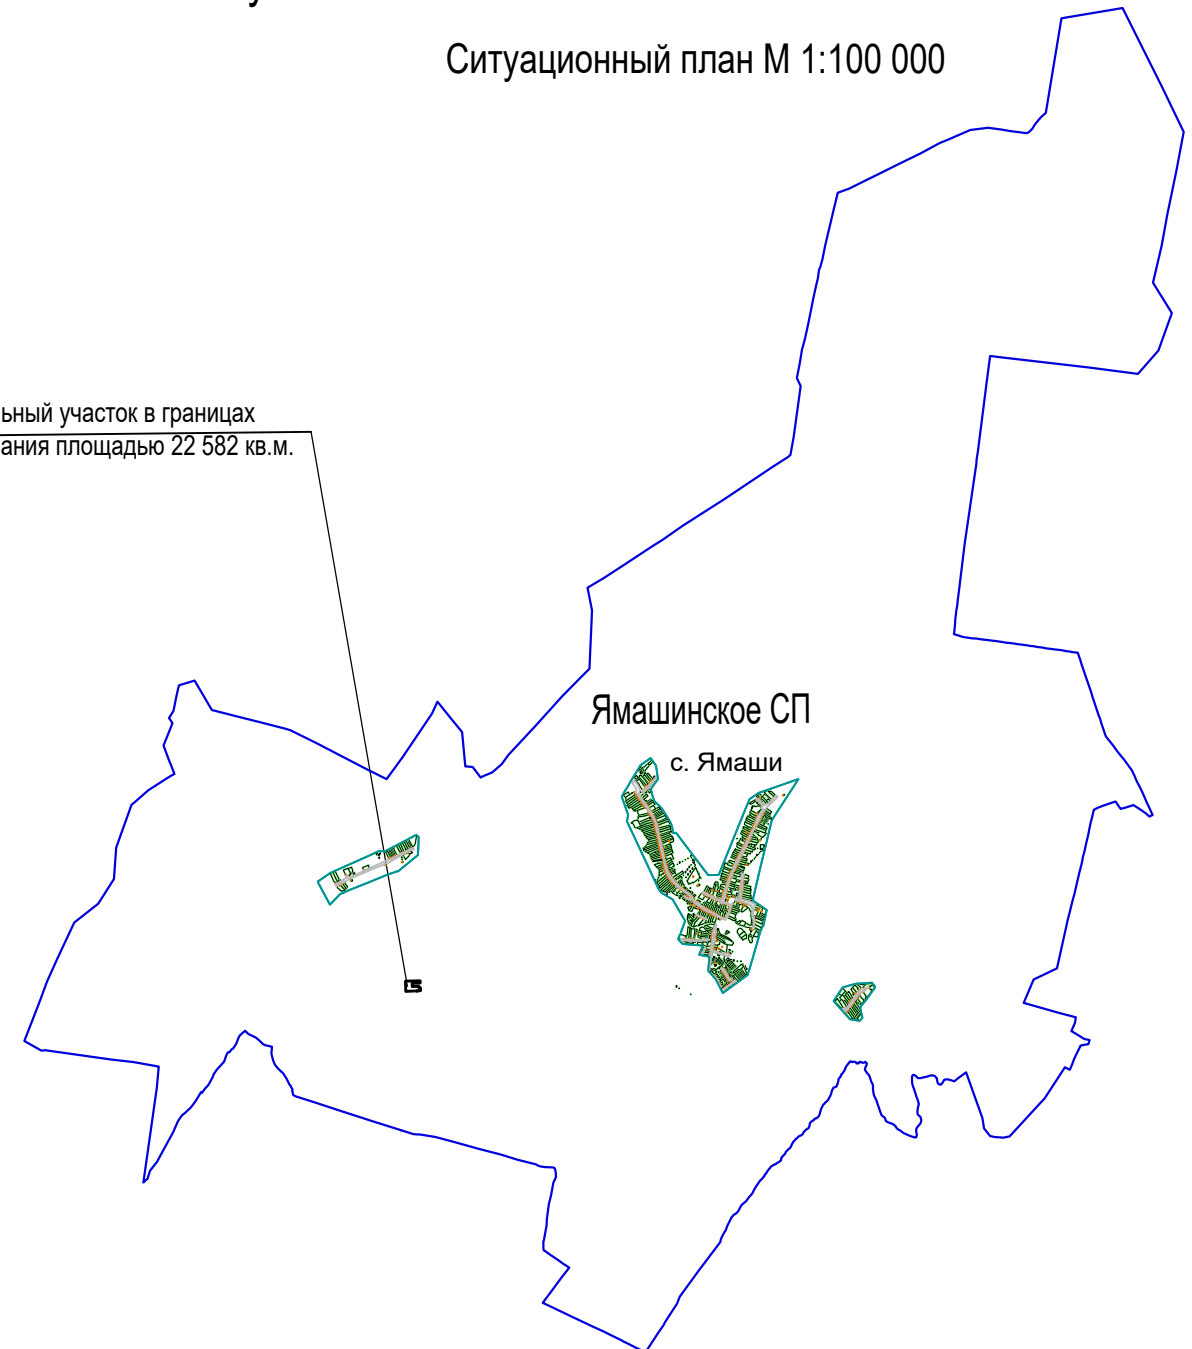 Ситуационный план М 1:100 000
ьный участок в границах
ания площадью 22 582 кв.м.
Ямашинское СП
с. Ямаши